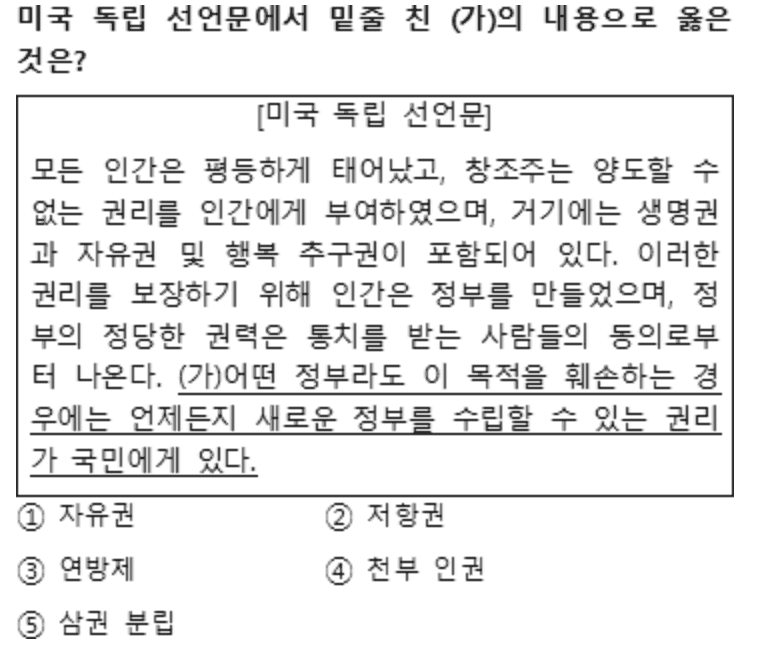 미국 독립 선언문에서 밑줄 친 (가)의 내용으로 옳은
것은?
[미국 독립 선언문]
모든 인간은 평등하게 태어났고, 창조주는 양도할 수
없는 권리를 인간에게 부여하였으며, 거기에는 생명권
과 자유권 및 행복 추구권이 포함되어 있다. 이러한
권리를 보장하기 위해 인간은 정부를 만들었으며, 정
부의 정당한 권력은 통치를 받는 사람들의 동의로부
터 나온다. (가)어떤 정부라도 이 목적을 훼손하는 경
우에는 언제든지 새로운 정부를 수립할 수 있는 권리
가 국민에게 있다.
① 자유권 ② 저항권
③ 연방제 ④ 천부 인권
⑤ 삼권 분립